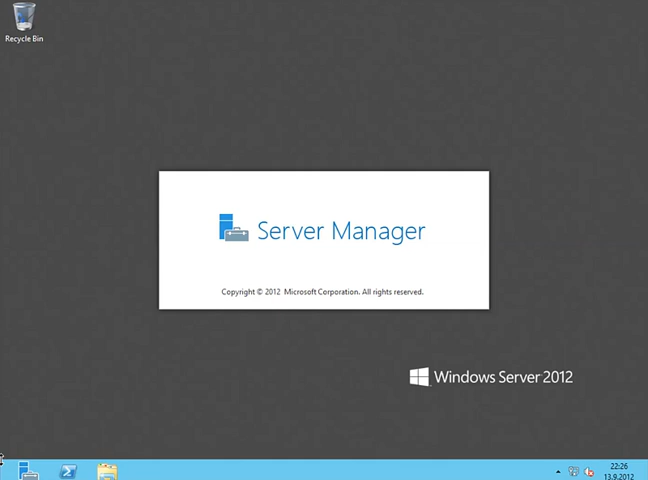 Recycle Bin
Server Manager
Copyright © 2012 Microsoft Corporation. All rights reserved.
Windows Server 2012
22:26
13.9.2012